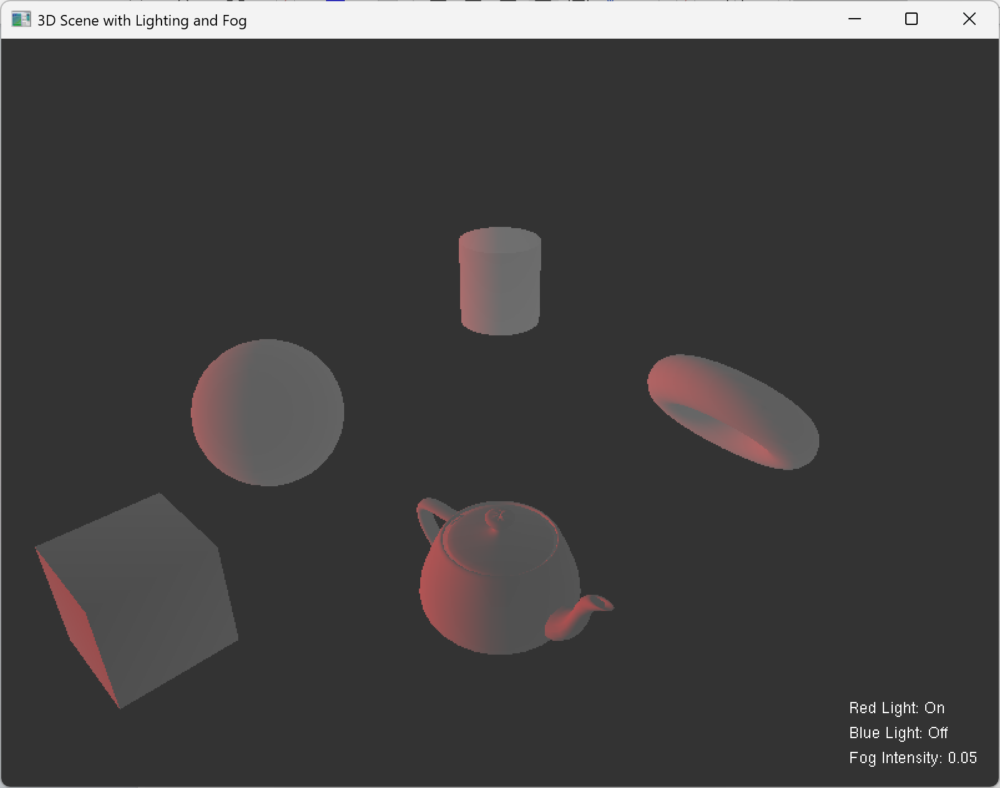 3D Scene with Lighting and Fog
Red Light: On
Blue Light: Off
Fog Intensity: 0.05